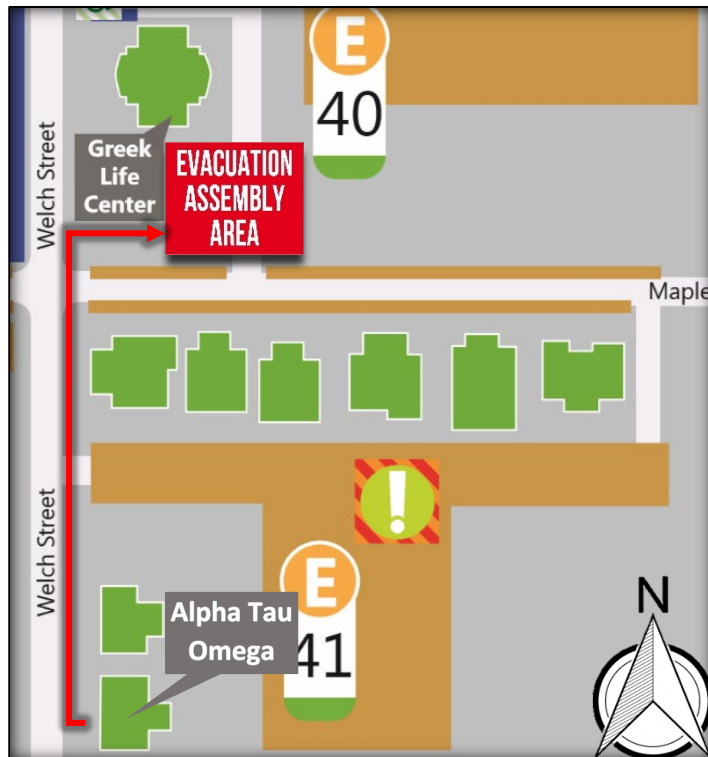 E
40
Welch Street
Greek
Life
Center
EVACUATION
ASSEMBLY
AREA
Maple
!
Welch Street
E
41
Alpha Tau
Omega
N